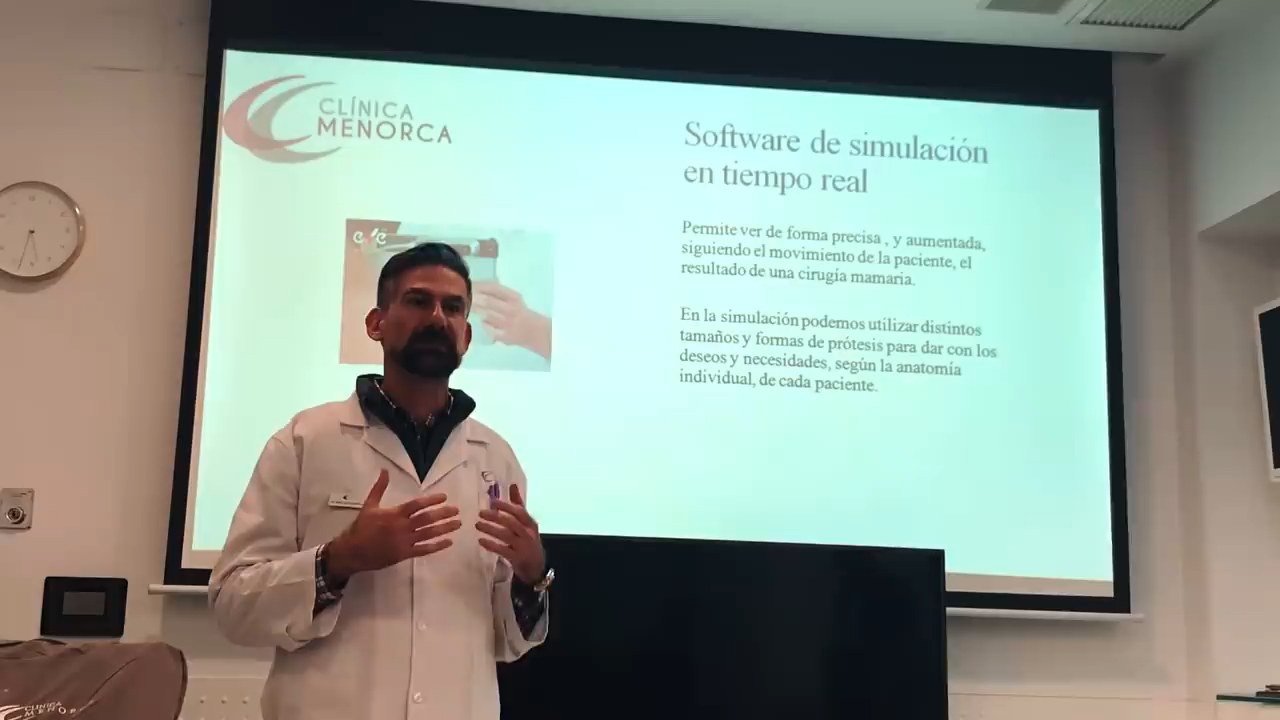 CLÍNICA
MENORCA
Software de simulación
en tiempo real
Permite ver de forma precisa , y aumentada,
siguiendo el movimiento de la paciente, el
resultado de una cirugía mamaria.
En la simulación podemos utilizar distintos
tamaños y formas de prótesis para dar con los
deseos y necesidades, según la anatomía
individual, de cada paciente.
CLINICA
MENOR